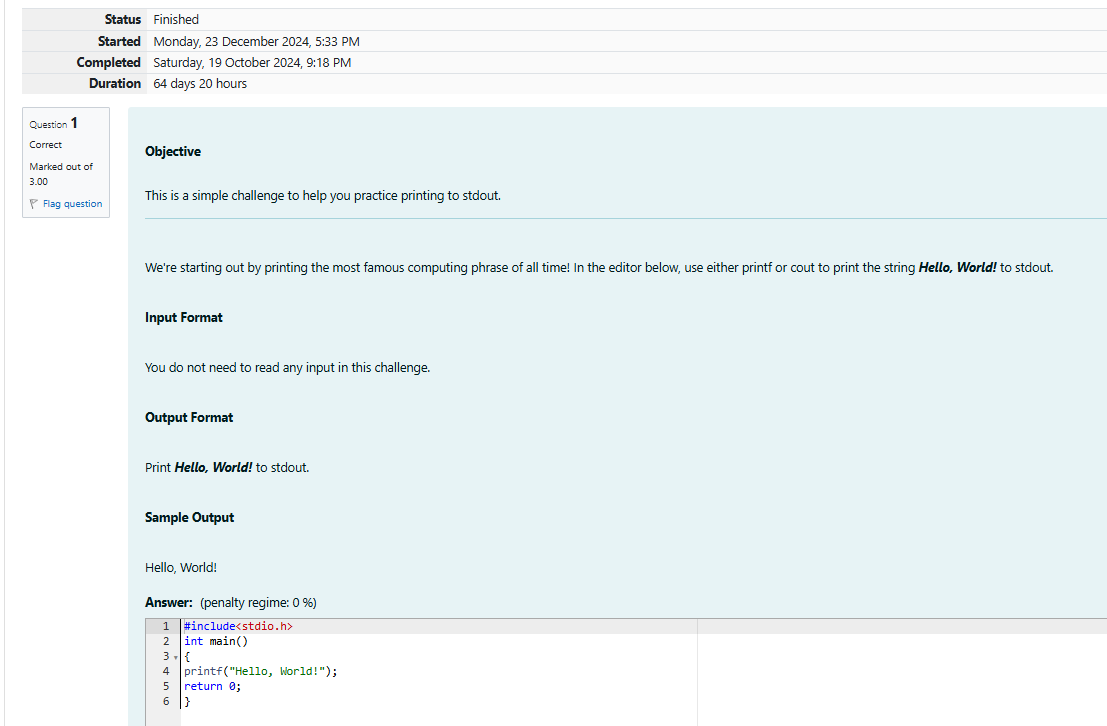 Status Finished
Started Monday, 23 December 2024, 5:33 PM
Completed Saturday, 19 October 2024, 9:18 PM
Duration 64 days 20 hours
Question 1
Correct
Marked out of
3.00
Flag question
Objective
This is a simple challenge to help you practice printing to stdout.
We're starting out by printing the most famous computing phrase of all time! In the editor below, use either printf or cout to print the string Hello, World! to stdout.
Input Format
You do not need to read any input in this challenge.
Output Format
Print Hello, World! to stdout.
Sample Output
Hello, World!
Answer: (penalty regime: 0 %)
1 #include<stdio.h>
2 int main()
3 {
4 printf("Hello, World!");
5 return 0;
6 }